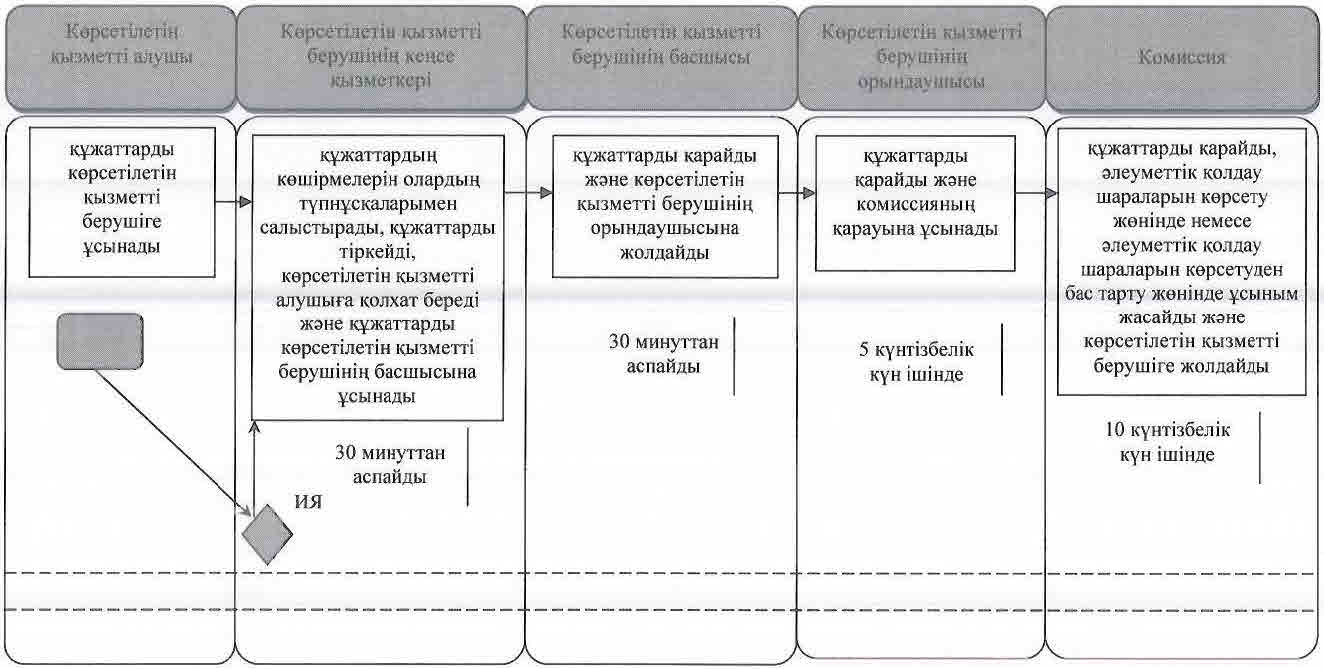 Көрсетілетін
қызметті алушы
Көрсетілетін қызметті
берушінің кеңсе
қызметкері
Көрсетілетін қызметті
берушінің басшысы
Көрсетілетін қызметті
берушінің
орындаушысы
Комиссия
құжаттарды
көрсетілетін
қызметті
берушіге
ұсынады
құжаттардың
көшірмелерін олардың
түпнұсқаларымен
салыстырады, құжаттарды
тіркейді,
көрсетілетін қызметті
алушыға қолхат береді
және құжаттарды
көрсетілетін қызметті
берушінің басшысына
ұсынады
30 минуттан
аспайды
ИЯ
құжаттарды қарайды
және көрсетілетін
қызметті берушінің
орындаушысына
жолдайды
30 минуттан
аспайды
құжаттарды
қарайды және
комиссияның
қарауына ұсынады
5 күнтізбелік
күн ішінде
құжаттарды қарайды,
әлеуметтік қолдау
шараларын көрсету
жөнінде немесе
әлеуметтік қолдау
шараларын көрсетуден
бас тарту жөнінде ұсыным
жасайды және
көрсетілетін қызметті
берушіге жолдайды
10 күнтізбелік
күн ішінде